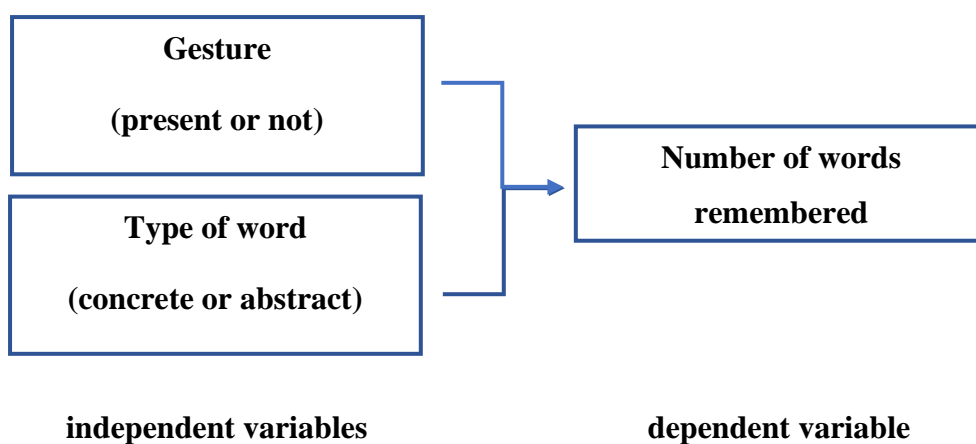 Gesture
(present or not)
Type of word
(concrete or abstract)
Number of words
remembered
independent variables
dependent variable